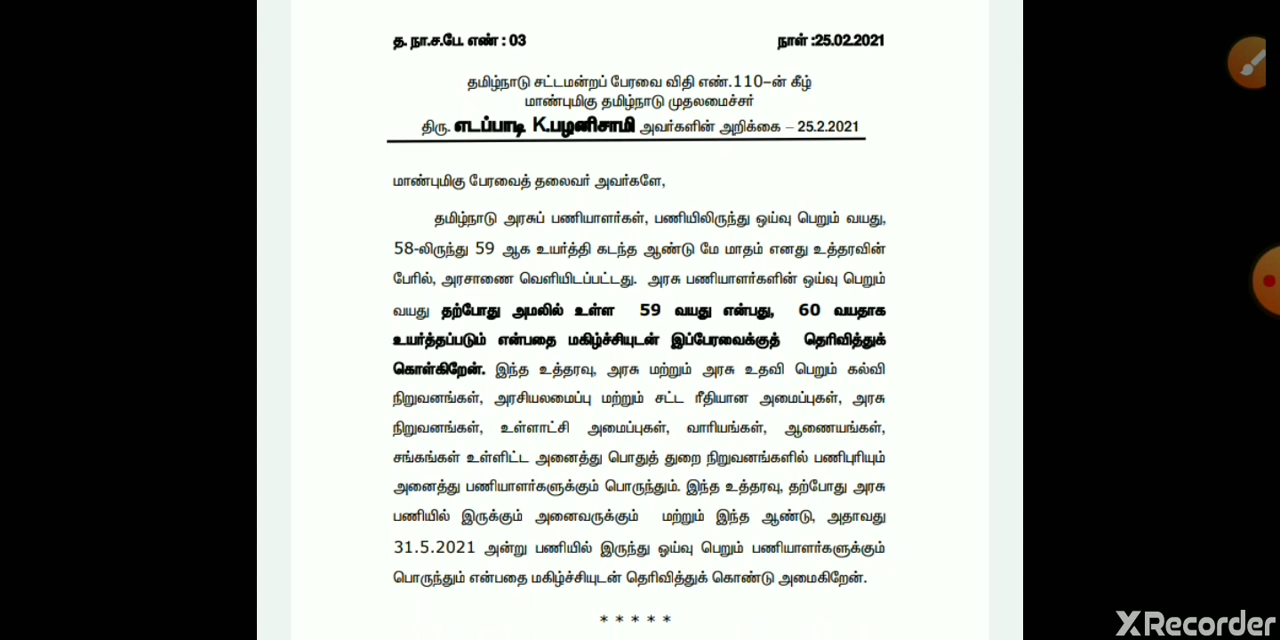 த. நா.ச.பே. எண் : 03 நாள் :25.02.2021
தமிழ்நாடு சட்டமன்றப் பேரவை விதி எண்.110-ன் கீழ்
மாண்புமிகு தமிழ்நாடு முதலமைச்சர்
திரு. எடப்பாடி K.பழனிசாமி அவர்களின் அறிக்கை – 25.2.2021
மாண்புமிகு பேரவைத் தலைவர் அவர்களே,
தமிழ்நாடு அரசுப் பணியாளர்கள், பணியிலிருந்து ஓய்வு பெறும் வயது,
58-லிருந்து 59 ஆக உயர்த்தி கடந்த ஆண்டு மே மாதம் எனது உத்தரவின்
பேரில், அரசாணை வெளியிடப்பட்டது. அரசு பணியாளர்களின் ஓய்வு பெறும்
வயது தற்போது அமலில் உள்ள 59 வயது என்பது, 60 வயதாக
உயர்த்தப்படும் என்பதை மகிழ்ச்சியுடன் இப்பேரவைக்குத் தெரிவித்துக்
கொள்கிறேன். இந்த உத்தரவு, அரசு மற்றும் அரசு உதவி பெறும் கல்வி
நிறுவனங்கள், அரசியலமைப்பு மற்றும் சட்ட ரீதியான அமைப்புகள், அரசு
நிறுவனங்கள், உள்ளாட்சி அமைப்புகள், வாரியங்கள், ஆணையங்கள்,
சங்கங்கள் உள்ளிட்ட அனைத்து பொதுத் துறை நிறுவனங்களில் பணிபுரியும்
அனைத்து பணியாளர்களுக்கும் பொருந்தும். இந்த உத்தரவு, தற்போது அரசு
பணியில் இருக்கும் அனைவருக்கும் மற்றும் இந்த ஆண்டு, அதாவது
31.5.2021 அன்று பணியில் இருந்து ஓய்வு பெறும் பணியாளர்களுக்கும்
பொருந்தும் என்பதை மகிழ்ச்சியுடன் தெரிவித்துக் கொண்டு அமைகிறேன்.
* * * * *
XRecorder